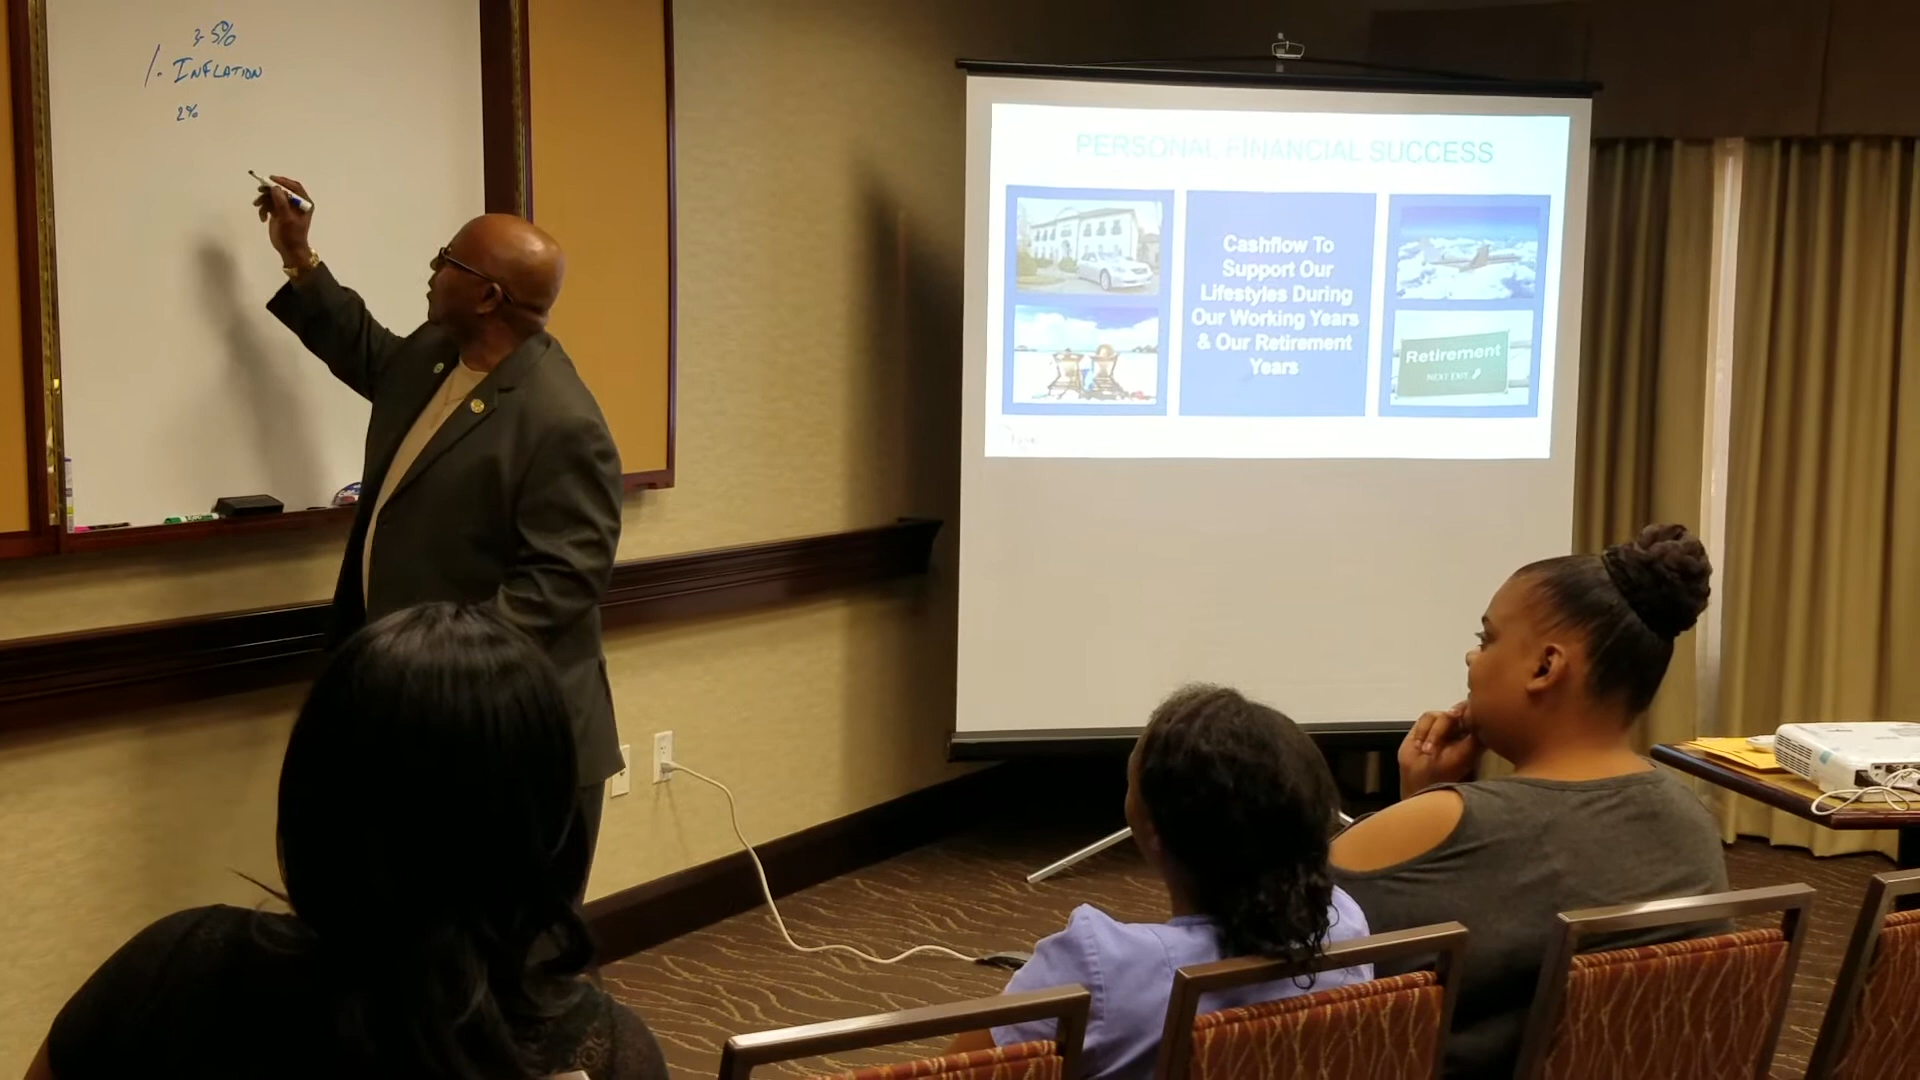 3-5%
1. INFLATION
2%
PERSONAL FINANCIAL SUCCESS
Cashflow To
Support Our
Lifestyles During
Our Working Years
& Our Retirement
Years
Retirement
NEXT EXIT